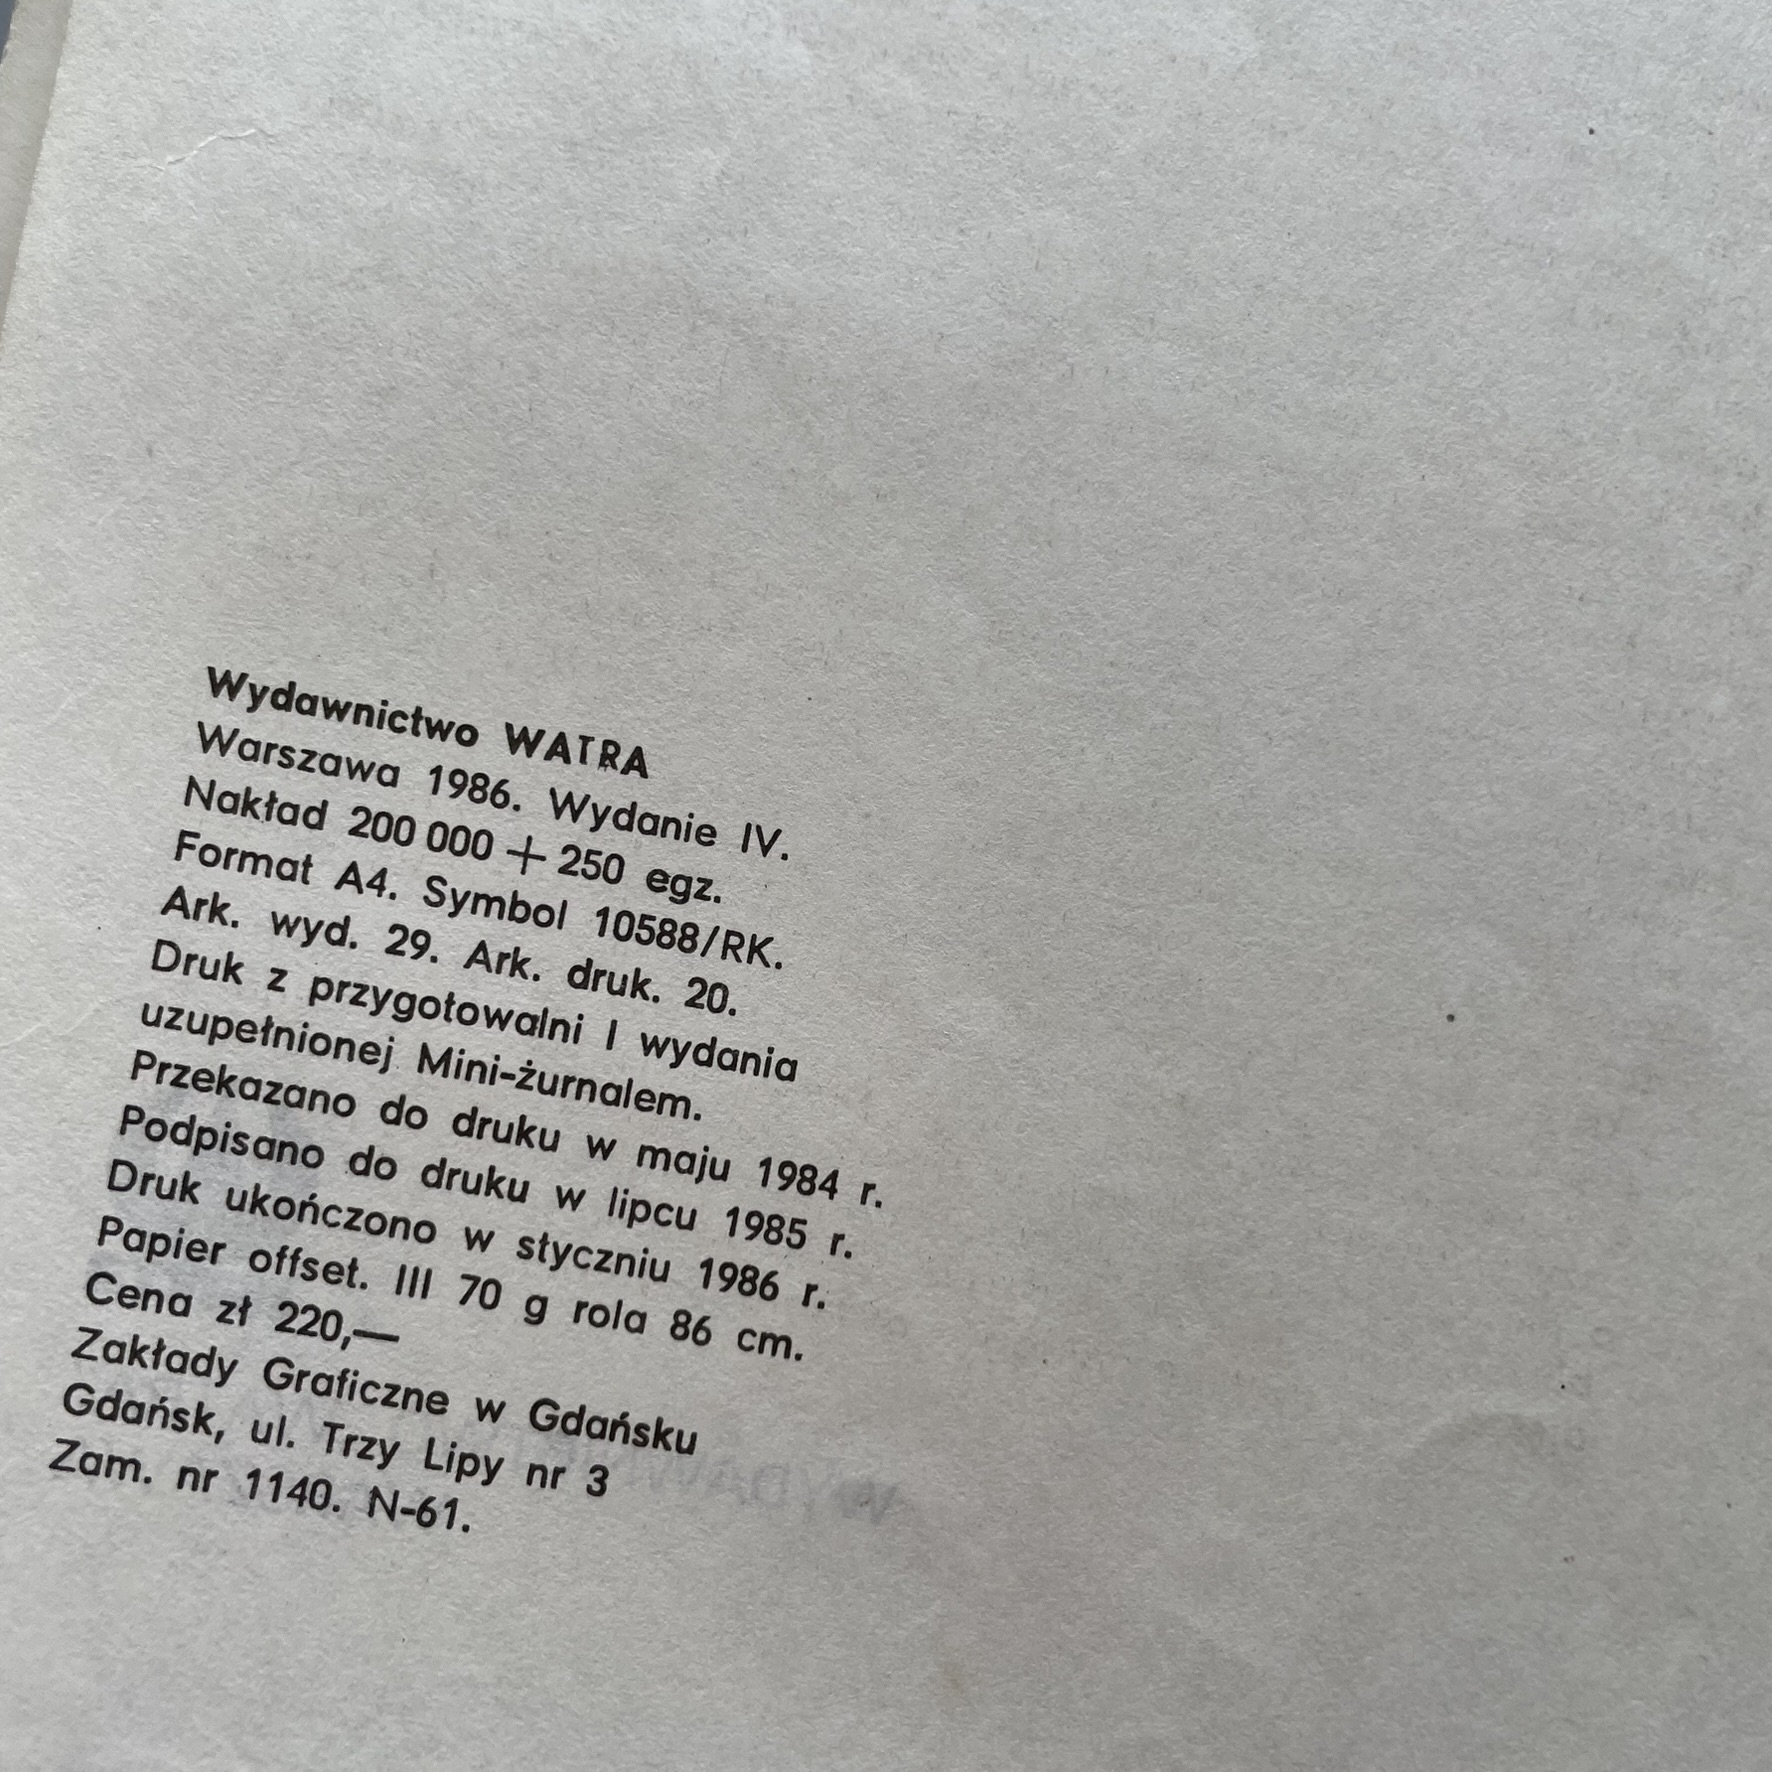 Wydawnictwo WATRA
Warszawa 1986. Wydanie IV.
Nakład 200 000 + 250 egz.
Format A4. Symbol 10588/RK.
Ark. wyd. 29. Ark. druk. 20.
Druk z przygotowalni I wydania
uzupełnionej Mini-żurnalem.
Przekazano do druku w maju 1984 r.
Podpisano do druku w lipcu 1985 r.
Druk ukończono w styczniu 1986 r.
Papier offset. III 70 g rola 86 cm.
Cena zł 220,—
Zakłady Graficzne w Gdańsku
Gdańsk, ul. Trzy Lipy nr 3
Zam. nr 1140. N-61.